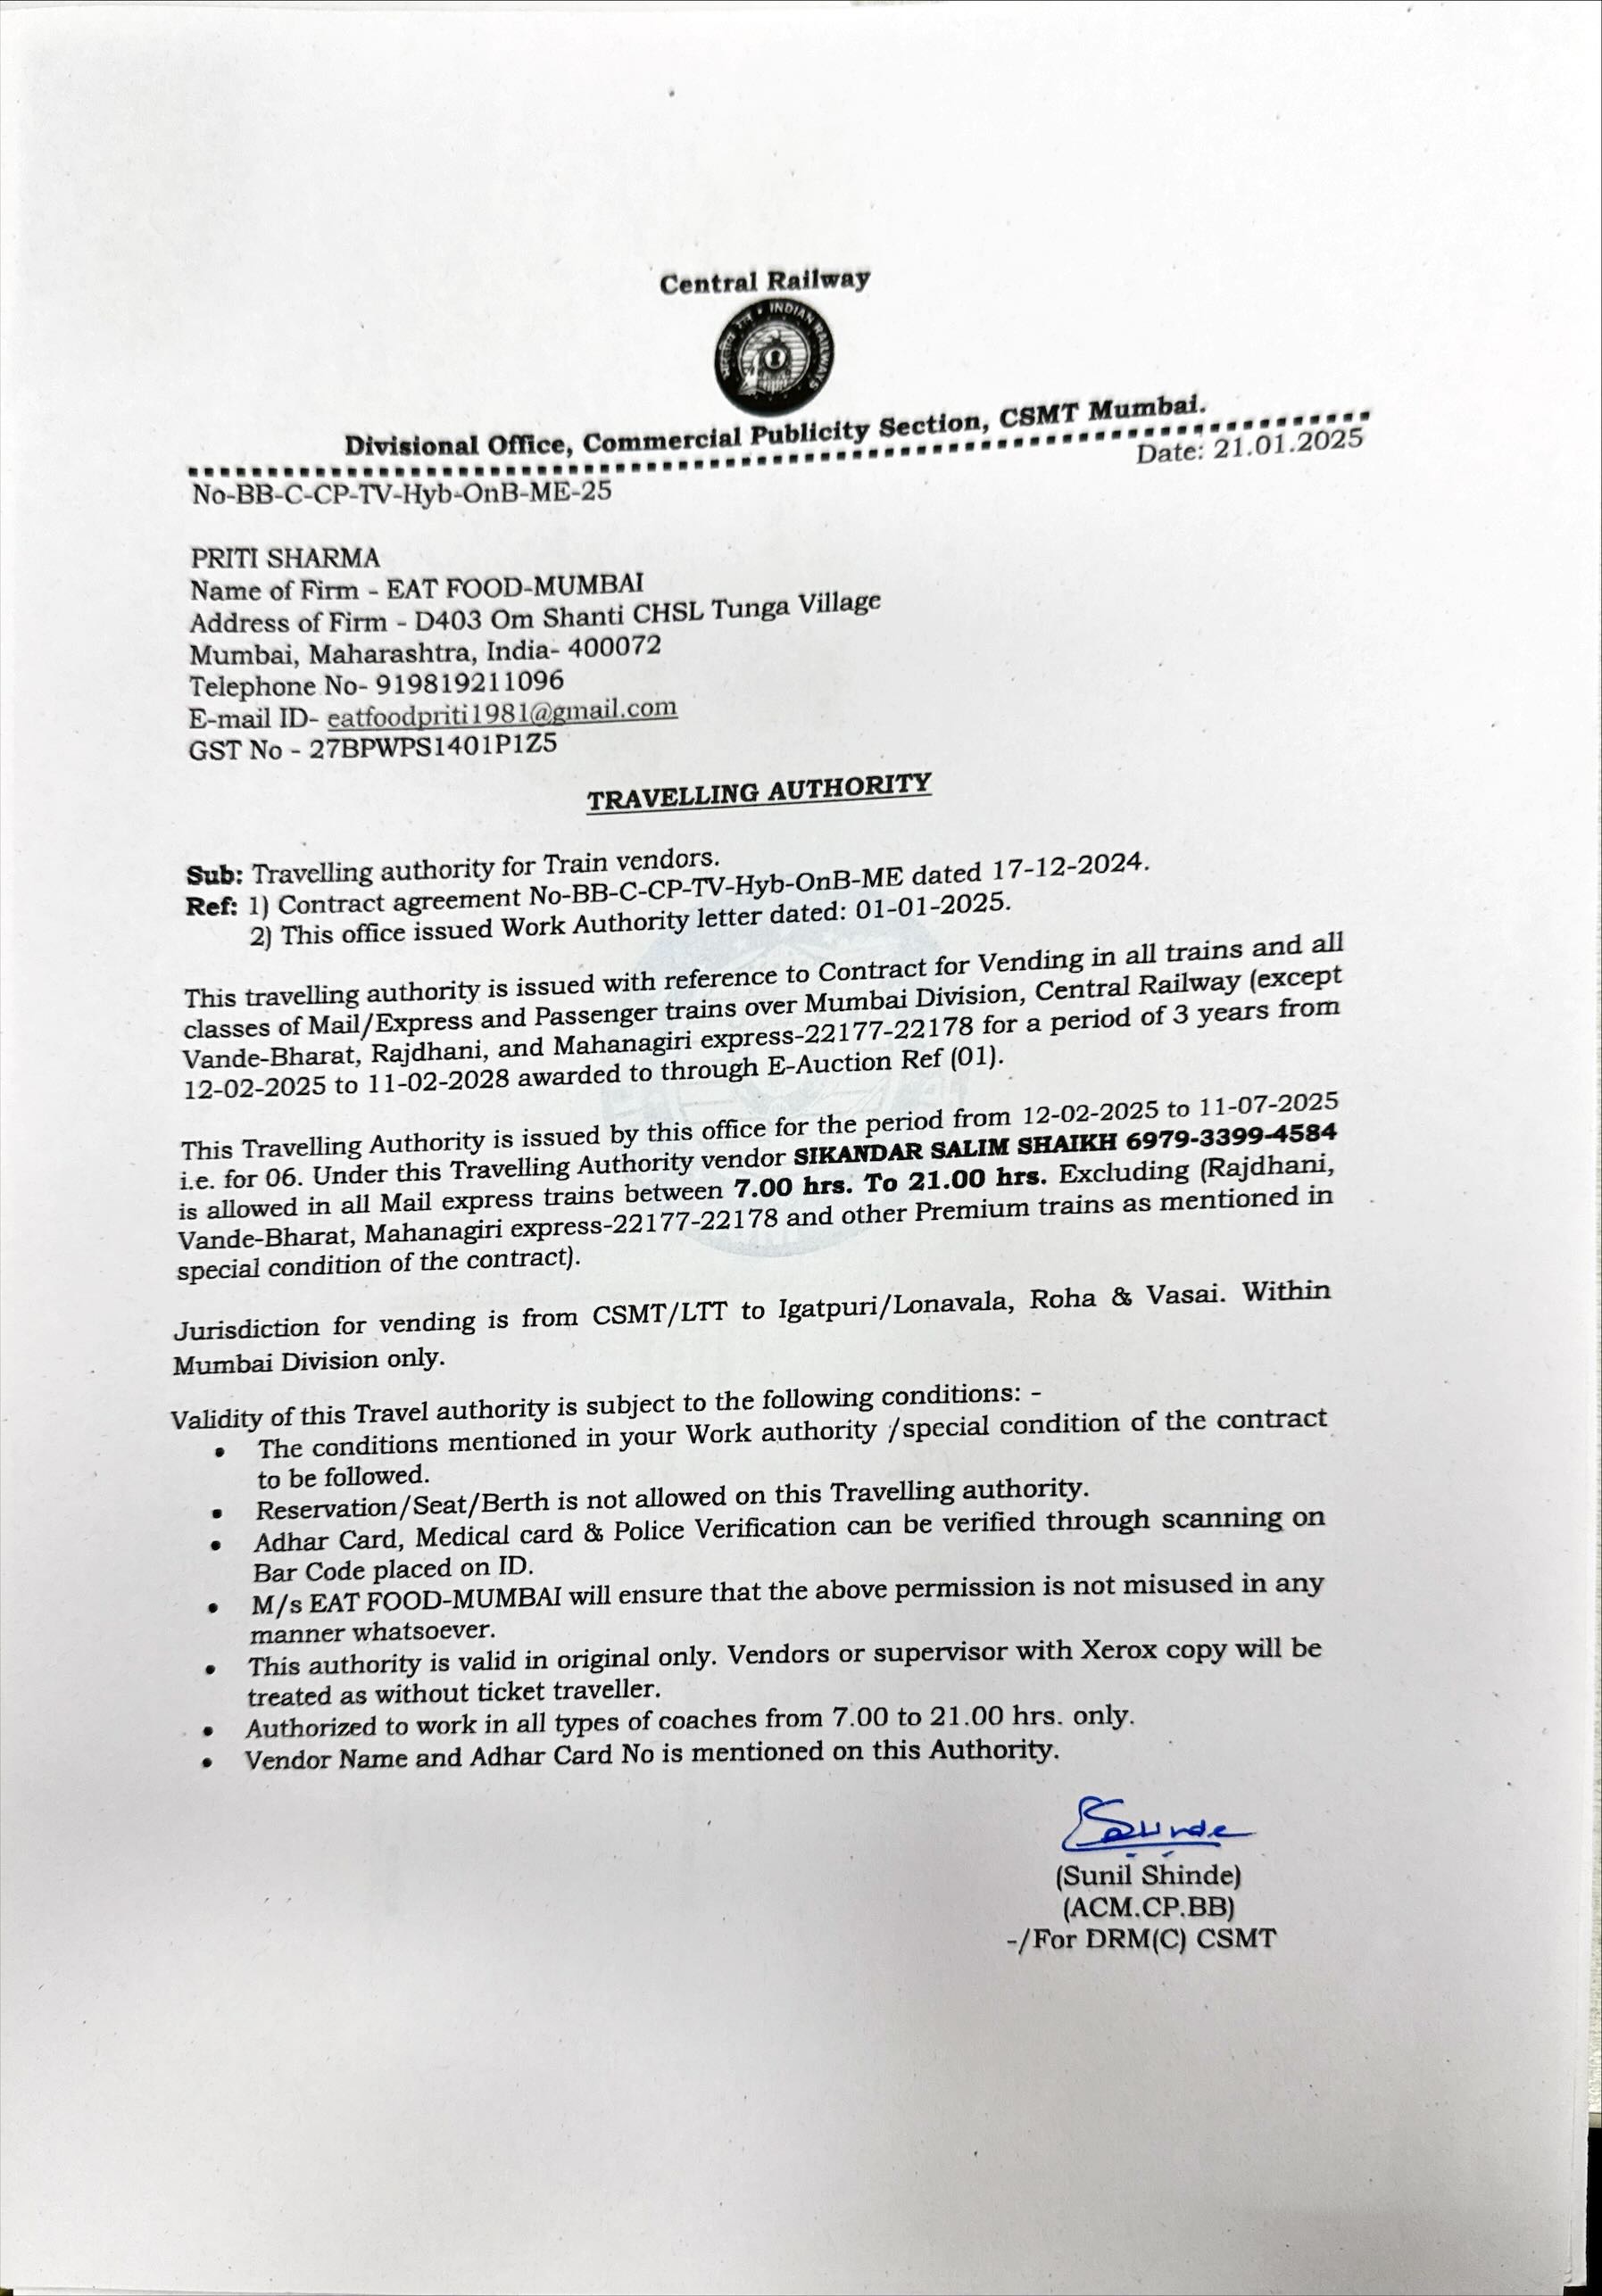 Central Railway
भारतीय रेल * INDIAN RAILWAYS
Divisional Office, Commercial Publicity Section, CSMT Mumbai.
Date: 21.01.2025
No-BB-C-CP-TV-Hyb-OnB-ME-25
PRITI SHARMA
Name of Firm - EAT FOOD-MUMBAI
Address of Firm - D403 Om Shanti CHSL Tunga Village
Mumbai, Maharashtra, India- 400072
Telephone No- 919819211096
E-mail ID- eatfoodpriti1981@gmail.com
GST No - 27BPWPS1401P1Z5
TRAVELLING AUTHORITY
Sub: Travelling authority for Train vendors.
Ref: 1) Contract agreement No-BB-C-CP-TV-Hyb-OnB-ME dated 17-12-2024.
2) This office issued Work Authority letter dated: 01-01-2025.
This travelling authority is issued with reference to Contract for Vending in all trains and all
classes of Mail/Express and Passenger trains over Mumbai Division, Central Railway (except
Vande-Bharat, Rajdhani, and Mahanagiri express-22177-22178 for a period of 3 years from
12-02-2025 to 11-02-2028 awarded to through E-Auction Ref (01).
This Travelling Authority is issued by this office for the period from 12-02-2025 to 11-07-2025
i.e. for 06. Under this Travelling Authority vendor SIKANDAR SALIM SHAIKH 6979-3399-4584
is allowed in all Mail express trains between 7.00 hrs. To 21.00 hrs. Excluding (Rajdhani,
Vande-Bharat, Mahanagiri express-22177-22178 and other Premium trains as mentioned in
special condition of the contract).
Jurisdiction for vending is from CSMT/LTT to Igatpuri/Lonavala, Roha & Vasai. Within
Mumbai Division only.
Validity of this Travel authority is subject to the following conditions: -
• The conditions mentioned in your Work authority /special condition of the contract
to be followed.
• Reservation/Seat/Berth is not allowed on this Travelling authority.
• Adhar Card, Medical card & Police Verification can be verified through scanning on
Bar Code placed on ID.
• M/s EAT FOOD-MUMBAI will ensure that the above permission is not misused in any
manner whatsoever.
• This authority is valid in original only. Vendors or supervisor with Xerox copy will be
treated as without ticket traveller.
• Authorized to work in all types of coaches from 7.00 to 21.00 hrs. only.
• Vendor Name and Adhar Card No is mentioned on this Authority.
(Sunil Shinde)
(ACM.CP.BB)
-/For DRM(C) CSMT